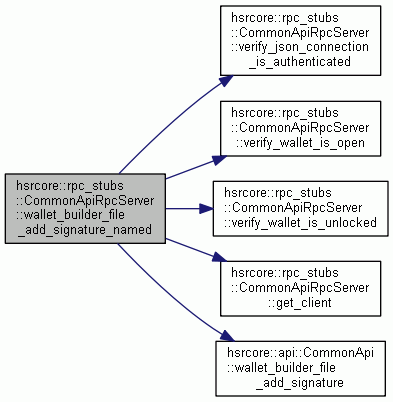 hsrcore::rpc_stubs
::CommonApiRpcServer
::verify_json_connection
_is_authenticated
hsrcore::rpc_stubs
::CommonApiRpcServer
::verify_wallet_is_open
hsrcore::rpc_stubs
::CommonApiRpcServer
::wallet_builder_file
_add_signature_named
hsrcore::rpc_stubs
::CommonApiRpcServer
::verify_wallet_is_unlocked
hsrcore::rpc_stubs
::CommonApiRpcServer
::get_client
hsrcore::api::CommonApi
::wallet_builder_file
_add_signature